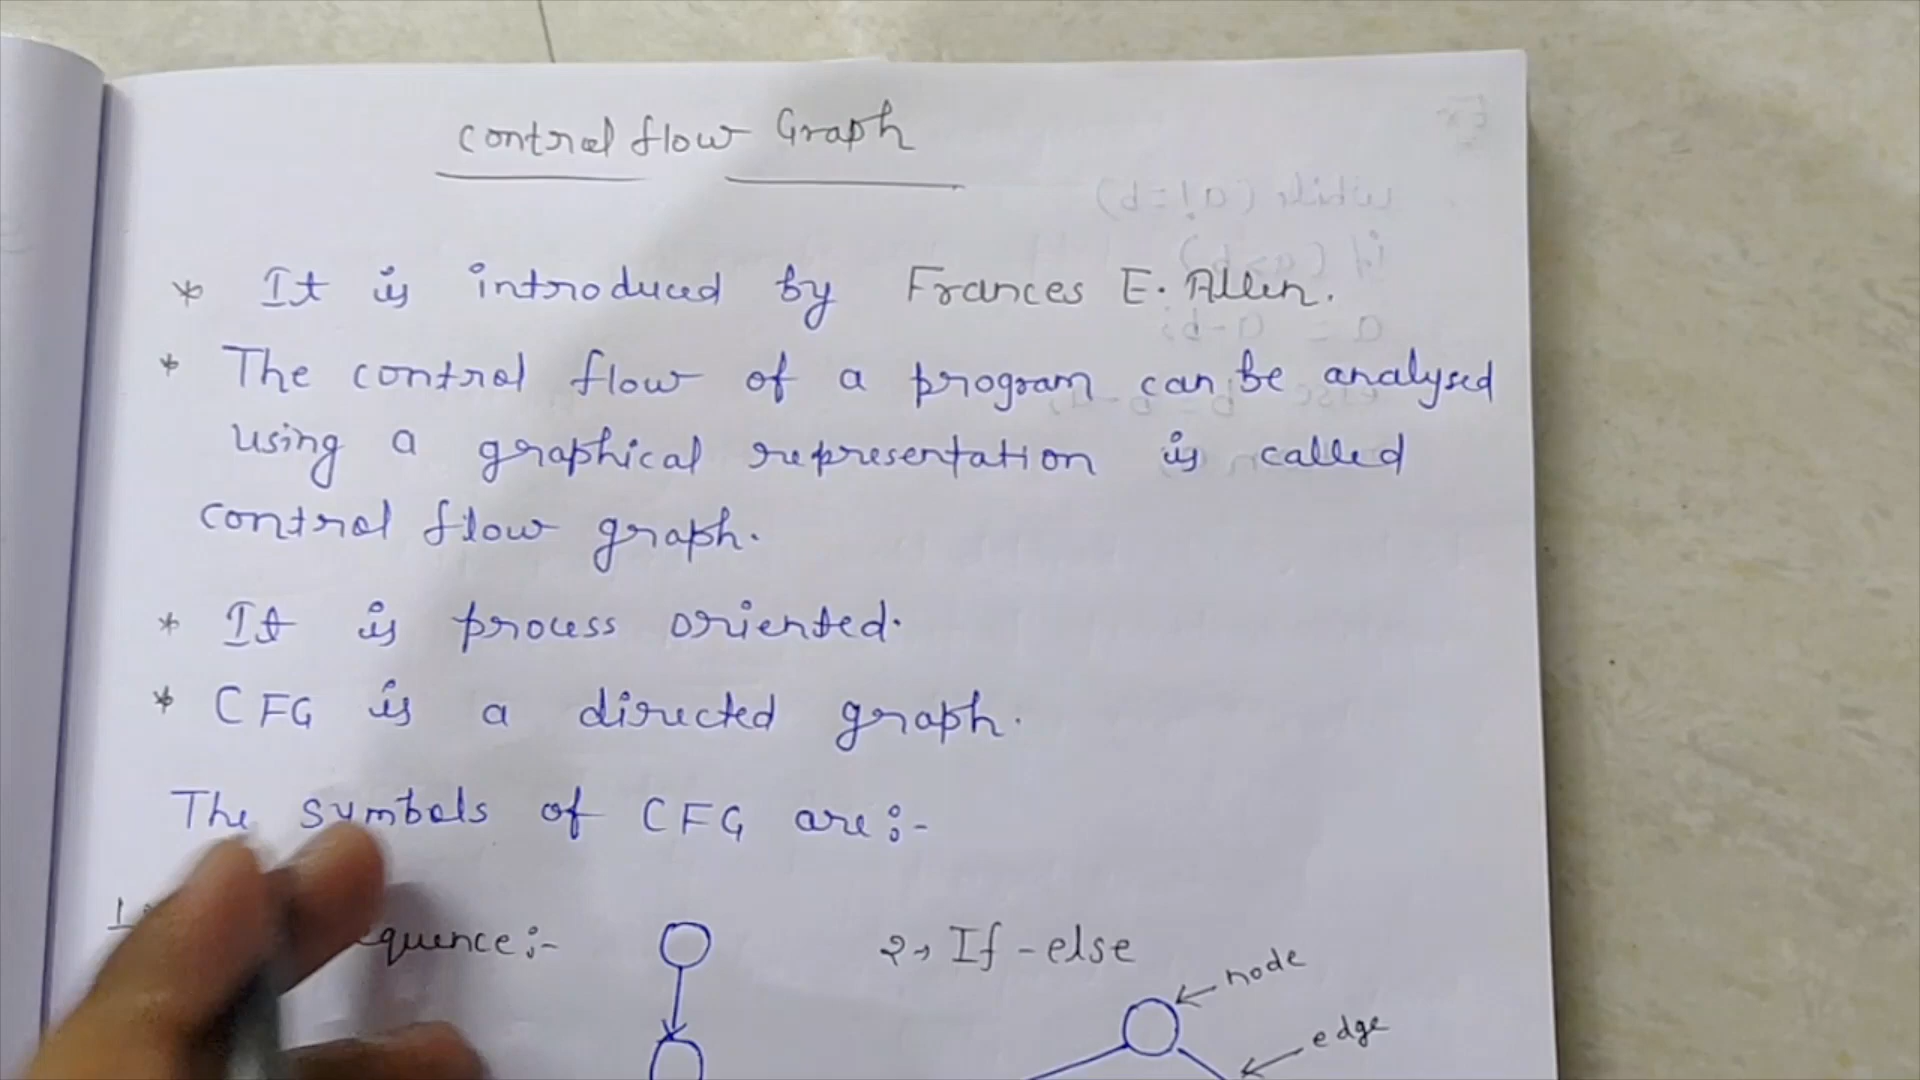 Control flow Graph
* It is introduced by Frances E. Allen.
* The control flow of a program can be analysed
using a graphical representation is called
control flow graph.
* It is process oriented.
* CFG is a directed graph.
The symbols of CFG are:-
1. equence:-
2, If-else
node
edge